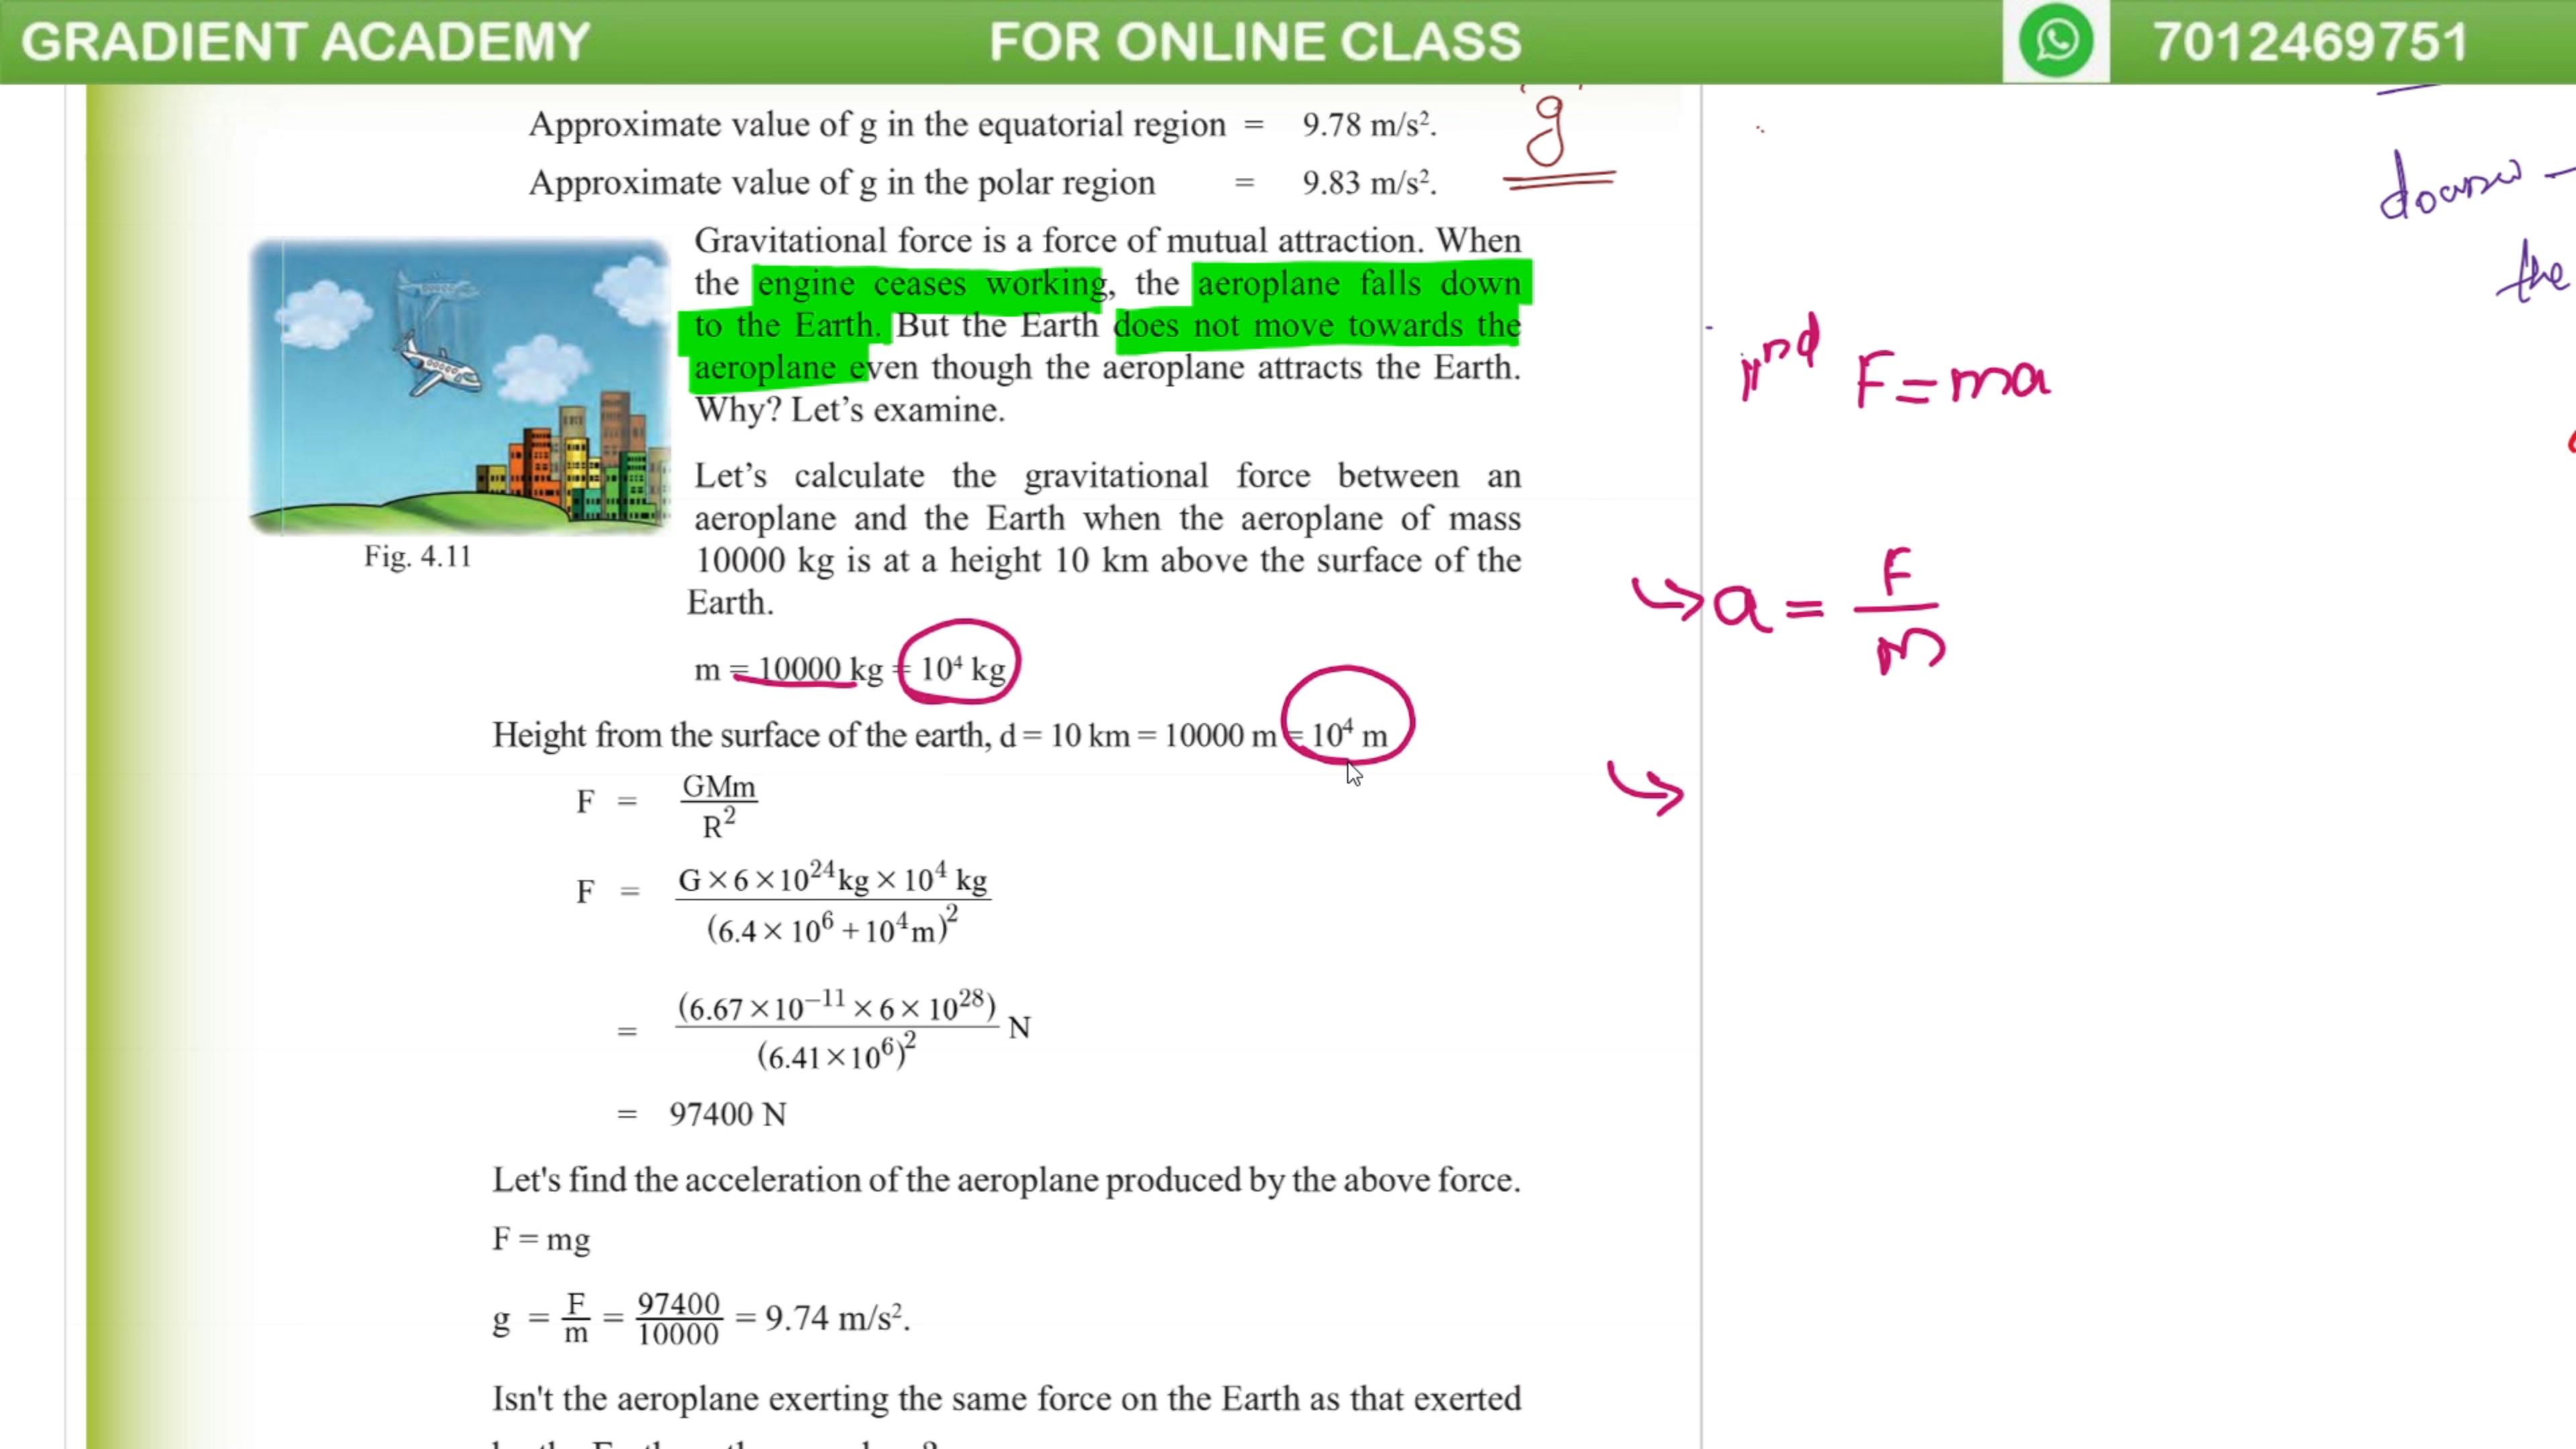 GRADIENT ACADEMY FOR ONLINE CLASS 7012469751
Approximate value of g in the equatorial region = 9.78 m/s².
Approximate value of g in the polar region = 9.83 m/s².
g
Gravitational force is a force of mutual attraction. When
the engine ceases working, the aeroplane falls down
to the Earth. But the Earth does not move towards the
aeroplane even though the aeroplane attracts the Earth.
Why? Let’s examine.
Fig. 4.11
Let’s calculate the gravitational force between an
aeroplane and the Earth when the aeroplane of mass
10000 kg is at a height 10 km above the surface of the
Earth.
m = 10000 kg = 10⁴ kg
Height from the surface of the earth, d = 10 km = 10000 m = 10⁴ m
F = GMm / R²
F = G×6×10²⁴kg×10⁴ kg / (6.4×10⁶+10⁴m)²
= (6.67×10⁻¹¹×6×10²⁸) / (6.41×10⁶)² N
= 97400 N
Let's find the acceleration of the aeroplane produced by the above force.
F = mg
g = F/m = 97400/10000 = 9.74 m/s².
Isn't the aeroplane exerting the same force on the Earth as that exerted
the
IInd F=ma
a = F/m